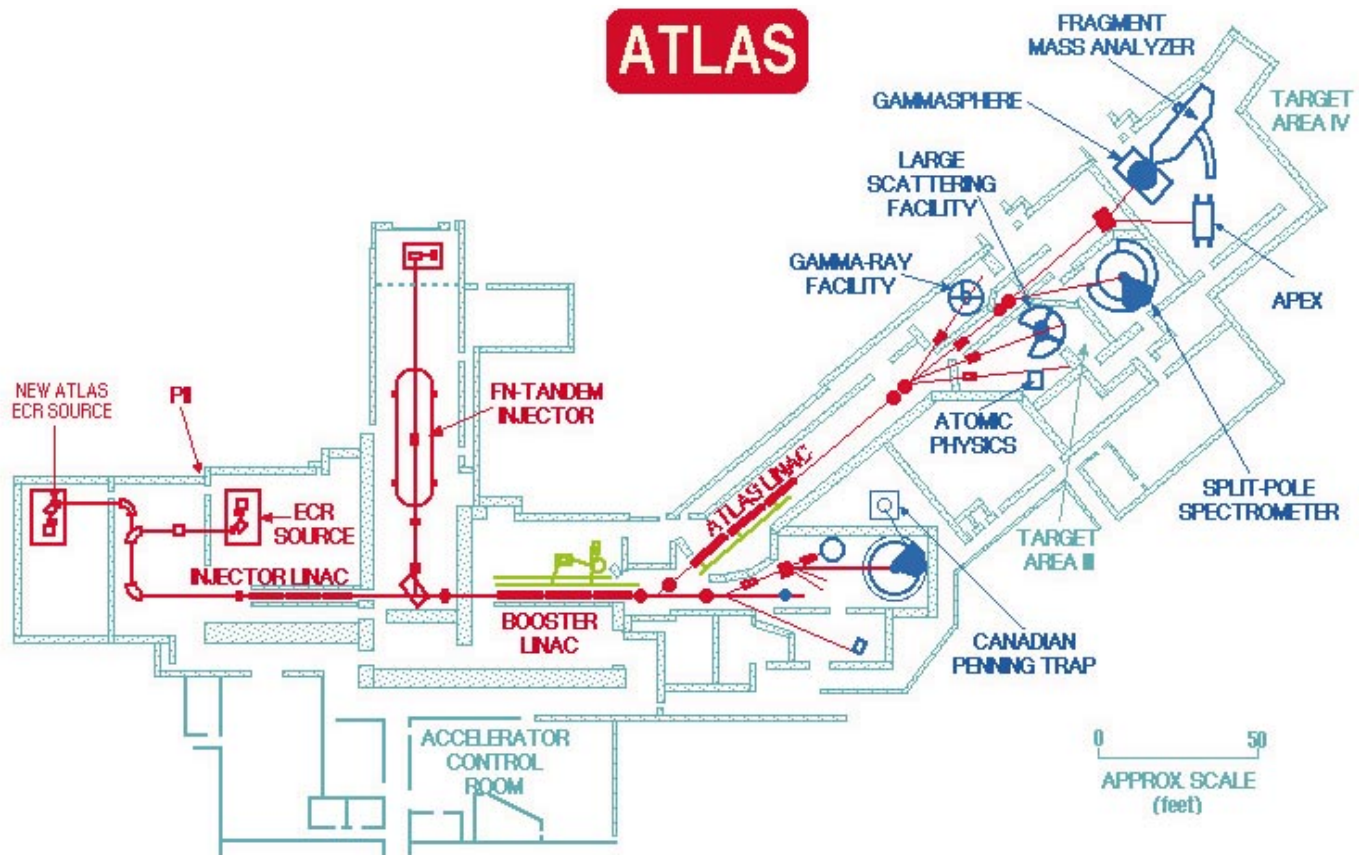 ATLAS
FRAGMENT
MASS ANALYZER
GAMMASPHERE
TARGET
AREA IV
LARGE
SCATTERING
FACILITY
GAMMA-RAY
FACILITY
APEX
NEW ATLAS
ECR SOURCE
PII
FN-TANDEM
INJECTOR
ATOMIC
PHYSICS
ATLAS LINAC
SPLIT-POLE
SPECTROMETER
ECR
SOURCE
TARGET
AREA III
INJECTOR LINAC
BOOSTER
LINAC
CANADIAN
PENNING TRAP
ACCELERATOR
CONTROL
ROOM
0 50
APPROX. SCALE
(feet)